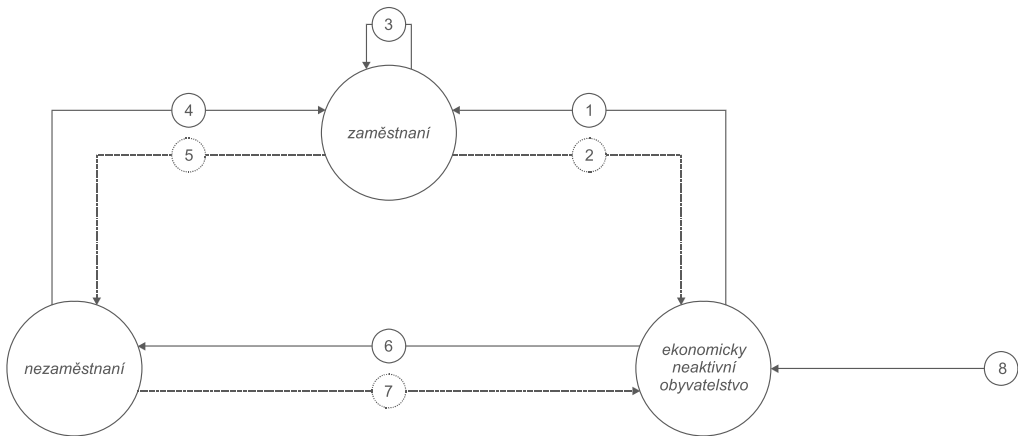 3
4
1
zaměstnaní
5
2
6
ekonomicky
neaktivní
obyvatelstvo
nezaměstnaní
8
7